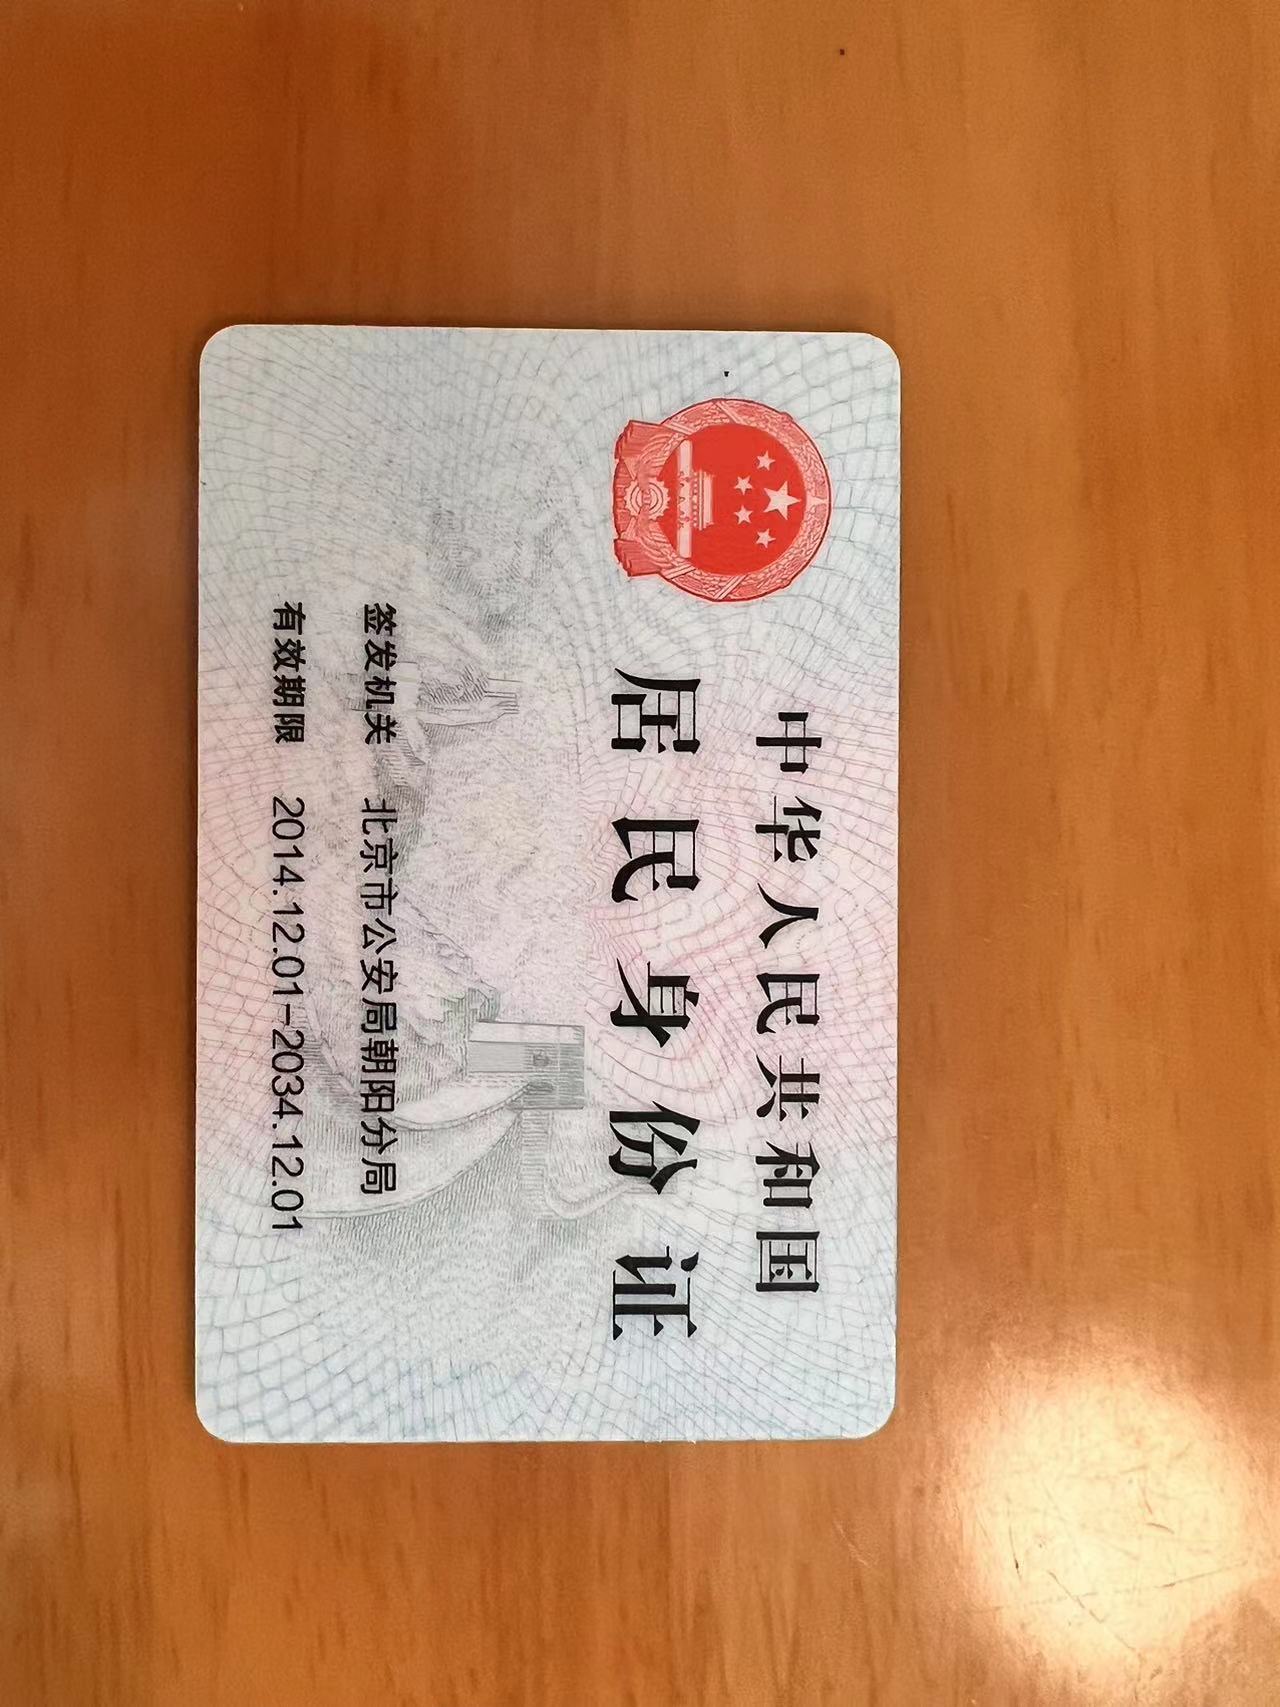 中华人民共和国
居民身份证
签发机关 北京市公安局朝阳分局
有效期限 2014.12.01-2034.12.01